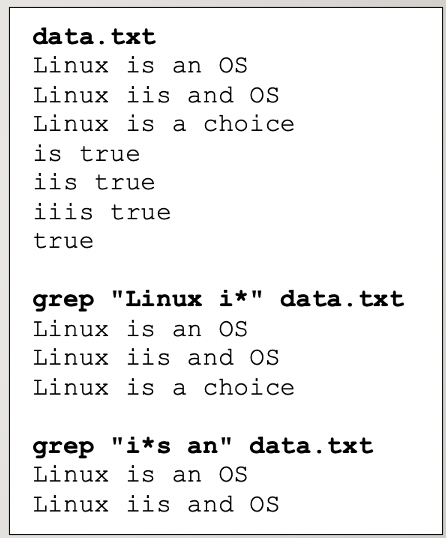 data.txt
Linux is an OS
Linux iis and OS
Linux is a choice
is true
iis true
iiis true
true
grep "Linux i*" data.txt
Linux is an OS
Linux iis and OS
Linux is a choice
grep "i*s an" data.txt
Linux is an OS
Linux iis and OS